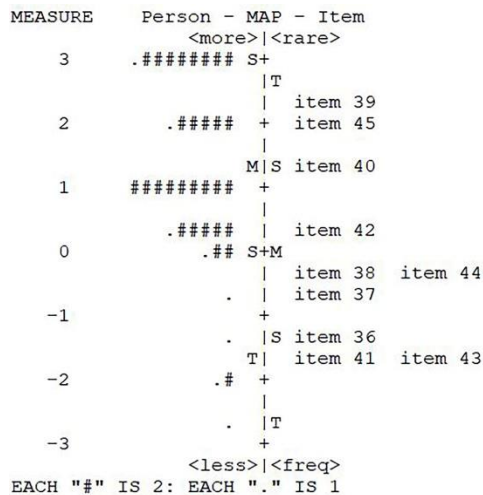 MEASURE    Person - MAP - Item
               <more>|<rare>
    3     .######## S+
                     |T
                     |  item 39
    2        .#####  +  item 45
                     |
                    M|S item 40
    1     #########  +
                     |
             .#####  |  item 42
    0           .## S+M
                     |  item 38  item 44
                  .  |  item 37
   -1                +
                  .  |S item 36
                    T|  item 41  item 43
   -2            .#  +
                     |
                  .  |T
   -3                +
               <less>|<freq>
EACH "#" IS 2: EACH "." IS 1